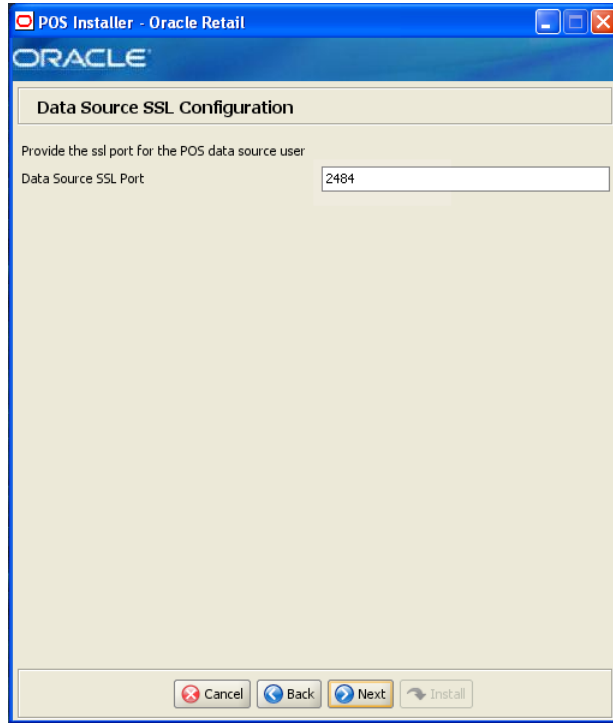 POS Installer - Oracle Retail
ORACLE
Data Source SSL Configuration
Provide the ssl port for the POS data source user
Data Source SSL Port 2484
Cancel Back Next Install